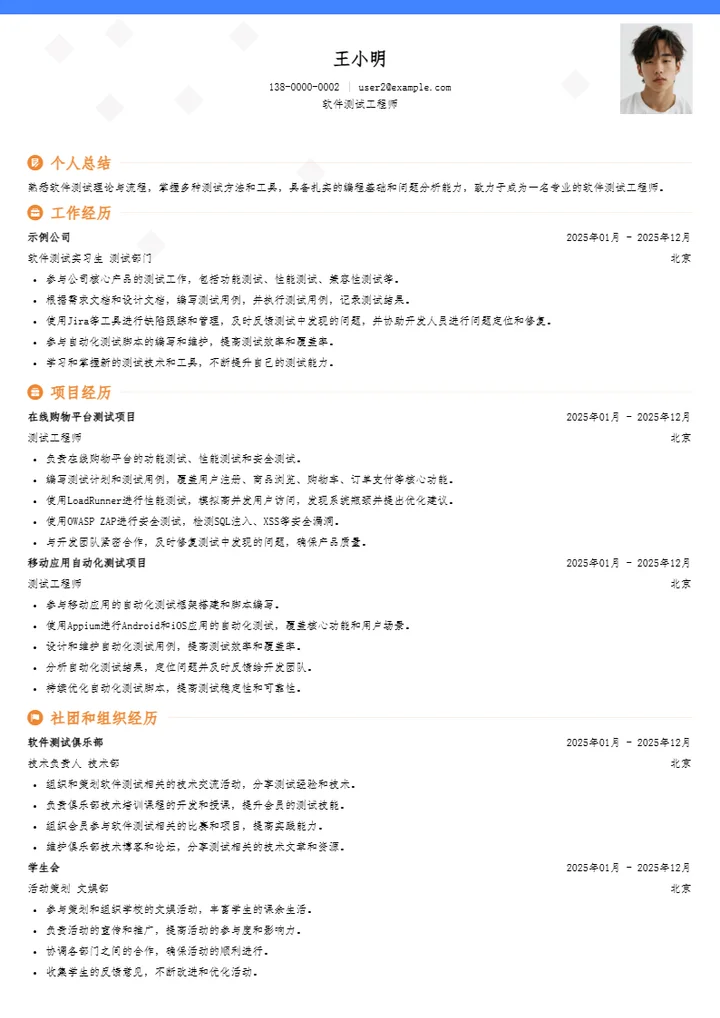 王小明
138-0000-0002 | user2@example.com
软件测试工程师
个人总结
熟悉软件测试理论与流程，掌握多种测试方法和工具，具备扎实的编程基础和问题分析能力，致力于成为一名专业的软件测试工程师。
工作经历
示例公司 2025年01月 - 2025年12月
软件测试实习生 测试部门 北京
• 参与公司核心产品的测试工作，包括功能测试、性能测试、兼容性测试等。
• 根据需求文档和设计文档，编写测试用例，并执行测试用例，记录测试结果。
• 使用Jira等工具进行缺陷跟踪和管理，及时反馈测试中发现的问题，并协助开发人员进行问题定位和修复。
• 参与自动化测试脚本的编写和维护，提高测试效率和覆盖率。
• 学习和掌握新的测试技术和工具，不断提升自己的测试能力。
项目经历
在线购物平台测试项目 2025年01月 - 2025年12月
测试工程师 北京
• 负责在线购物平台的功能测试、性能测试和安全测试。
• 编写测试计划和测试用例，覆盖用户注册、商品浏览、购物车、订单支付等核心功能。
• 使用LoadRunner进行性能测试，模拟高并发用户访问，发现系统瓶颈并提出优化建议。
• 使用OWASP ZAP进行安全测试，检测SQL注入、XSS等安全漏洞。
• 与开发团队紧密合作，及时修复测试中发现的问题，确保产品质量。
移动应用自动化测试项目 2025年01月 - 2025年12月
测试工程师 北京
• 参与移动应用的自动化测试框架搭建和脚本编写。
• 使用Appium进行Android和iOS应用的自动化测试，覆盖核心功能和用户场景。
• 设计和维护自动化测试用例，提高测试效率和覆盖率。
• 分析自动化测试结果，定位问题并及时反馈给开发团队。
• 持续优化自动化测试脚本，提高测试稳定性和可靠性。
社团和组织经历
软件测试俱乐部 2025年01月 - 2025年12月
技术负责人 技术部 北京
• 组织和策划软件测试相关的技术交流活动，分享测试经验和技术。
• 负责俱乐部技术培训课程的开发和授课，提升会员的测试技能。
• 组织会员参与软件测试相关的比赛和项目，提高实践能力。
• 维护俱乐部技术博客和论坛，分享测试相关的技术文章和资源。
学生会 2025年01月 - 2025年12月
活动策划 文娱部 北京
• 参与策划和组织学校的文娱活动，丰富学生的课余生活。
• 负责活动的宣传和推广，提高活动的参与度和影响力。
• 协调各部门之间的合作，确保活动的顺利进行。
• 收集学生的反馈意见，不断改进和优化活动。